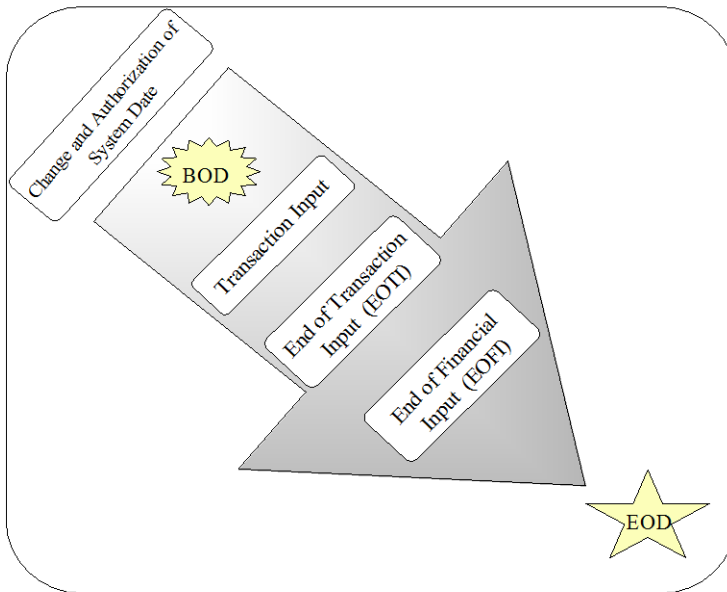 Change and Authorization of
System Date
BOD
Transaction Input
End of Transaction
Input (EOTI)
End of Financial
Input (EOFI)
EOD